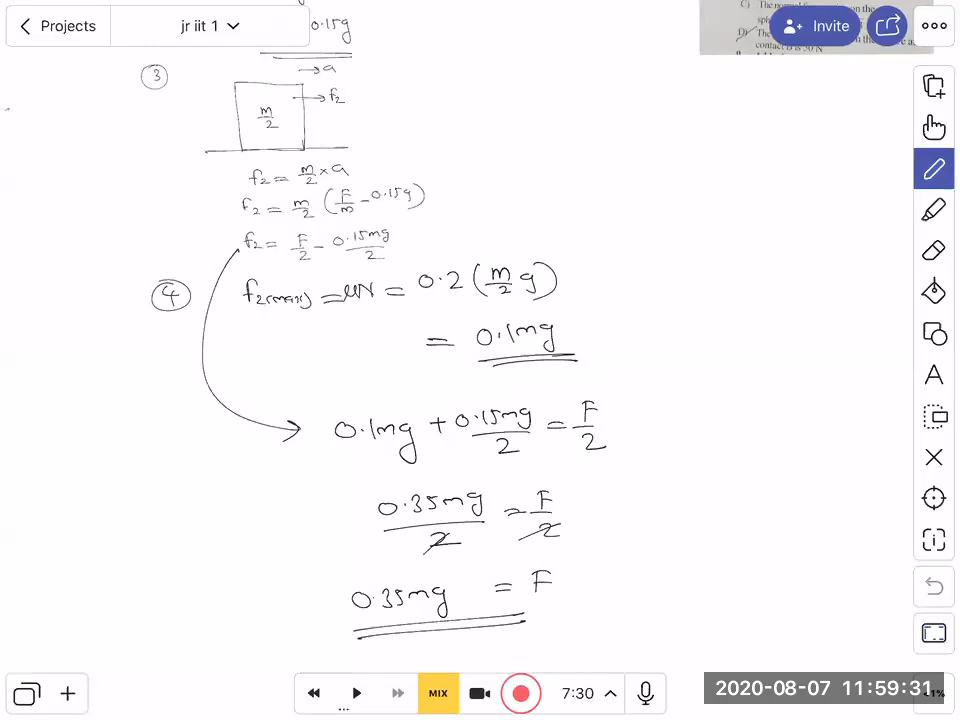 Projects
jr iit 1
Invite
0.15g
→a
3
m/2
→f₂
f₂ = m/2 × a
f₂ = m/2 (F/m - 0.15g)
f₂ = F/2 - 0.15mg/2
4
f₂(max) = μN = 0.2 (m/2 g)
= 0.1mg
0.1mg + 0.15mg/2 = F/2
0.35mg/2 = F/2
0.35mg = F
MIX
7:30
2020-08-07 11:59:31